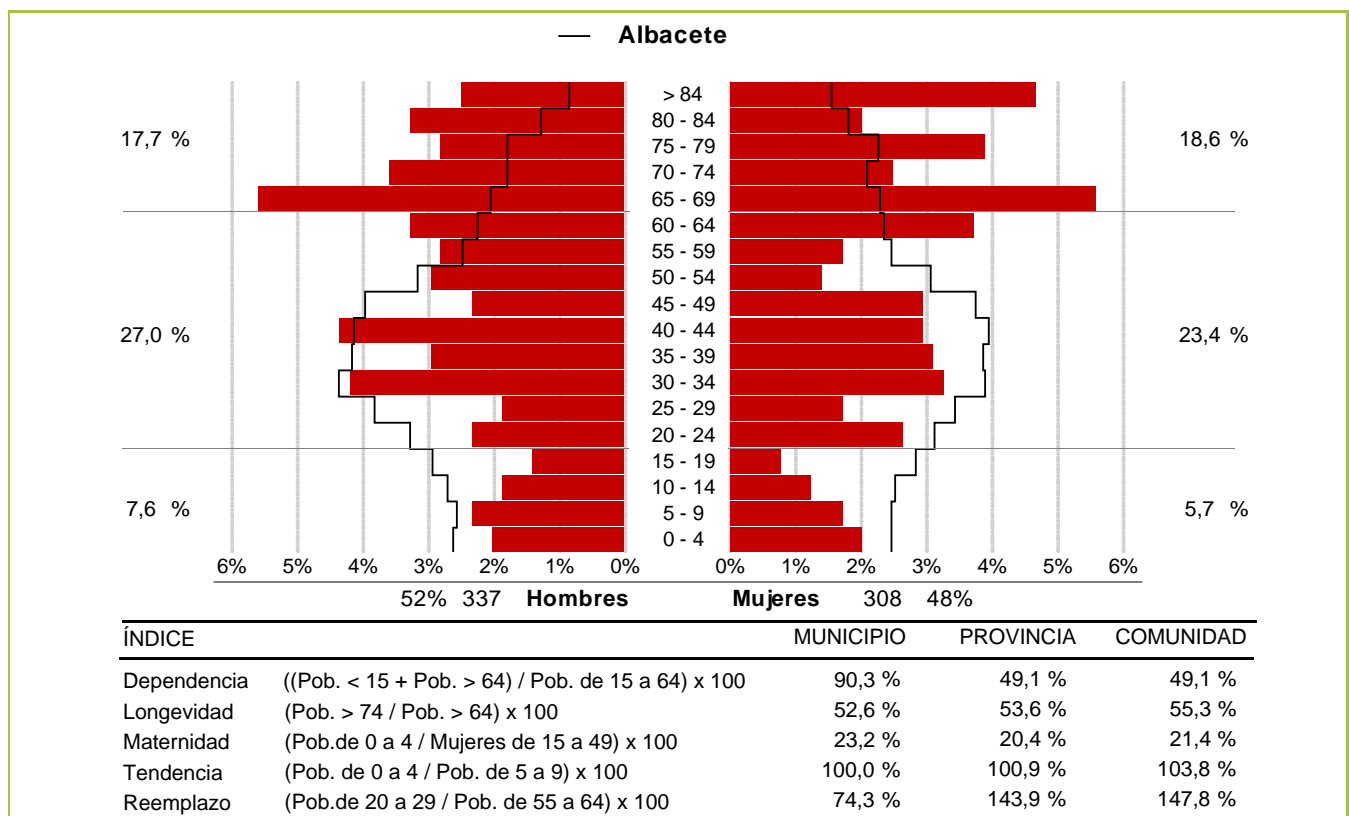 — Albacete
> 84
80 - 84
17,7 % 75 - 79 18,6 %
70 - 74
65 - 69
60 - 64
55 - 59
50 - 54
45 - 49
27,0 % 40 - 44 23,4 %
35 - 39
30 - 34
25 - 29
20 - 24
15 - 19
10 - 14
7,6 % 5 - 9 5,7 %
0 - 4
6% 5% 4% 3% 2% 1% 0% 0% 1% 2% 3% 4% 5% 6%
52% 337 Hombres Mujeres 308 48%
ÍNDICE MUNICIPIO PROVINCIA COMUNIDAD
Dependencia ((Pob. < 15 + Pob. > 64) / Pob. de 15 a 64) x 100 90,3 % 49,1 % 49,1 %
Longevidad (Pob. > 74 / Pob. > 64) x 100 52,6 % 53,6 % 55,3 %
Maternidad (Pob.de 0 a 4 / Mujeres de 15 a 49) x 100 23,2 % 20,4 % 21,4 %
Tendencia (Pob. de 0 a 4 / Pob. de 5 a 9) x 100 100,0 % 100,9 % 103,8 %
Reemplazo (Pob.de 20 a 29 / Pob. de 55 a 64) x 100 74,3 % 143,9 % 147,8 %